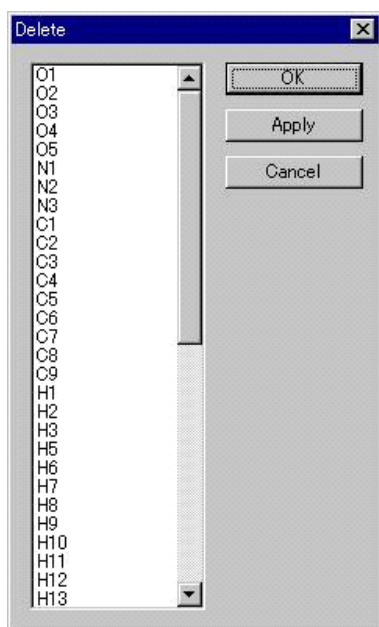 Delete
O1
O2
O3
O4
O5
N1
N2
N3
C1
C2
C3
C4
C5
C6
C7
C8
C9
H1
H2
H3
H5
H6
H7
H8
H9
H10
H11
H12
H13
OK
Apply
Cancel